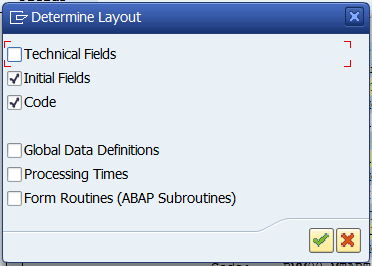 Determine Layout
Technical Fields
Initial Fields
Code
Global Data Definitions
Processing Times
Form Routines (ABAP Subroutines)